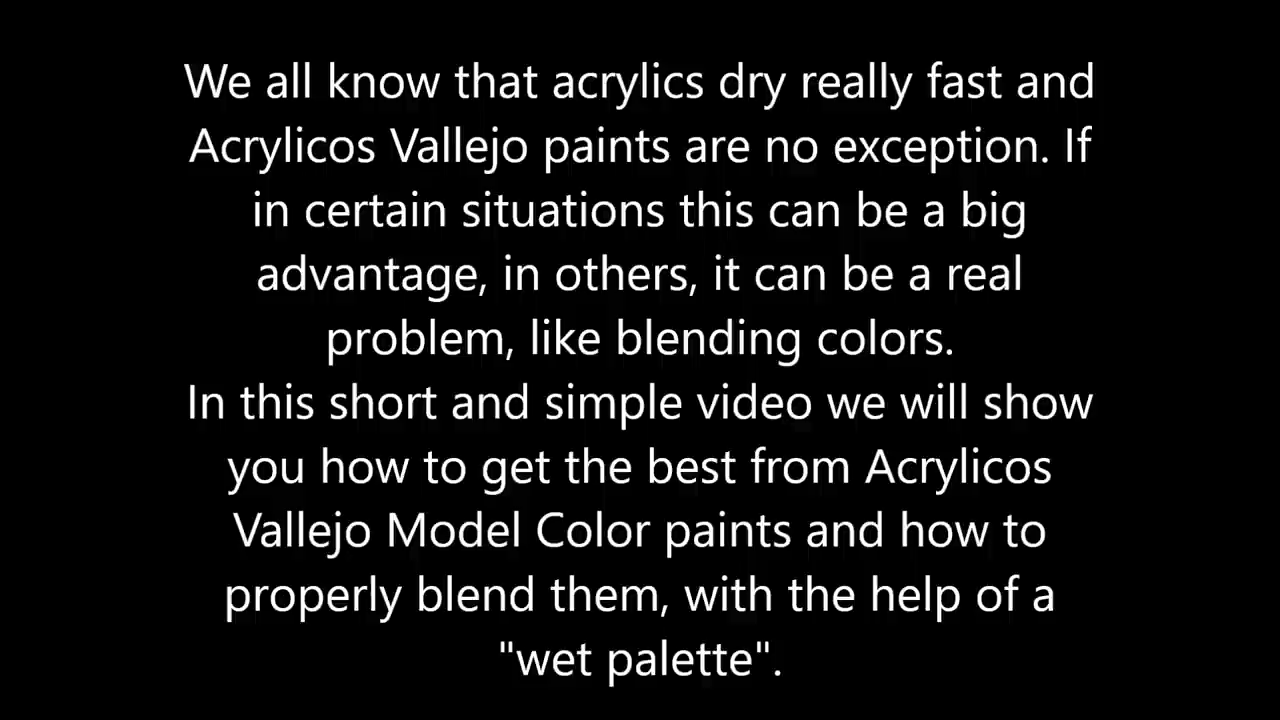 We all know that acrylics dry really fast and
Acrylicos Vallejo paints are no exception. If
in certain situations this can be a big
advantage, in others, it can be a real
problem, like blending colors.
In this short and simple video we will show
you how to get the best from Acrylicos
Vallejo Model Color paints and how to
properly blend them, with the help of a
"wet palette".